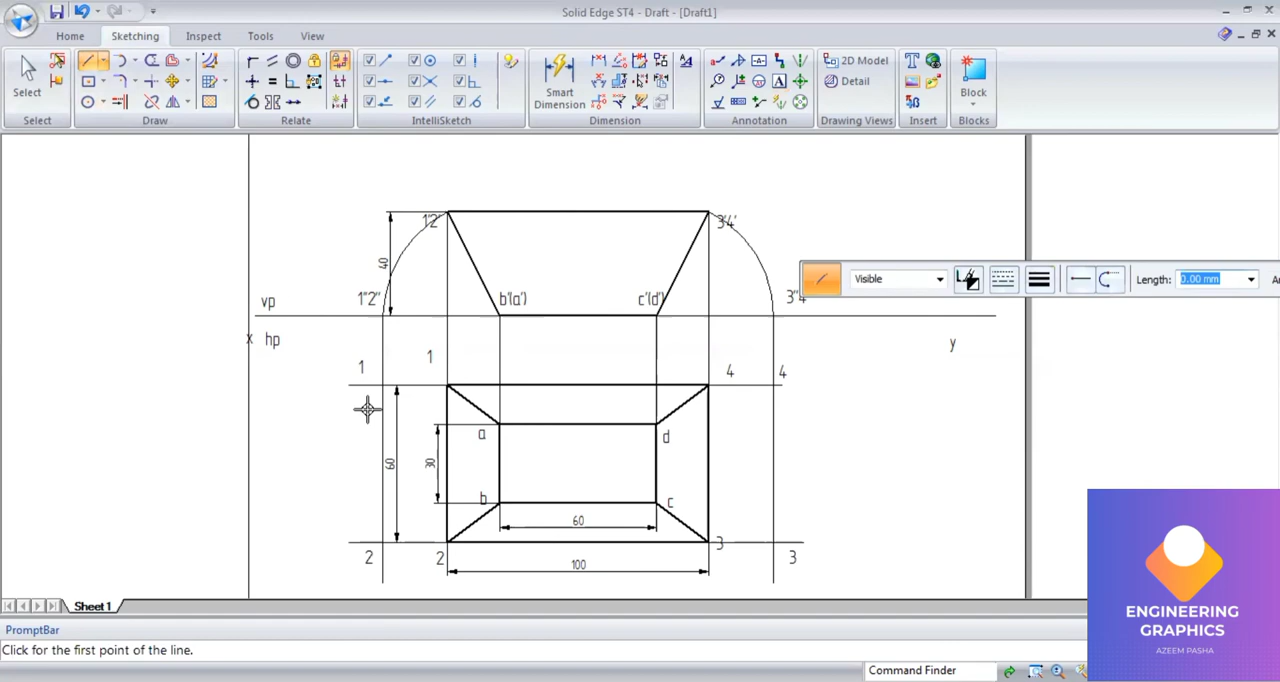 Solid Edge ST4 - Draft - [Draft1]
Home Sketching Inspect Tools View
Select
Smart Dimension
2D Model
Detail
Block
Select Draw Relate IntelliSketch Dimension Annotation Drawing Views Insert Blocks
Visible Length: 0.00 mm
1'2' 3'4'
40
vp 1"2" b'(a') c'(d') 3"4
x hp y
1 1 4 4
a d
60 30
b c
60
2 2 3 3
100
Sheet1
PromptBar
Click for the first point of the line.
Command Finder
ENGINEERING
GRAPHICS
AZEEM PASHA